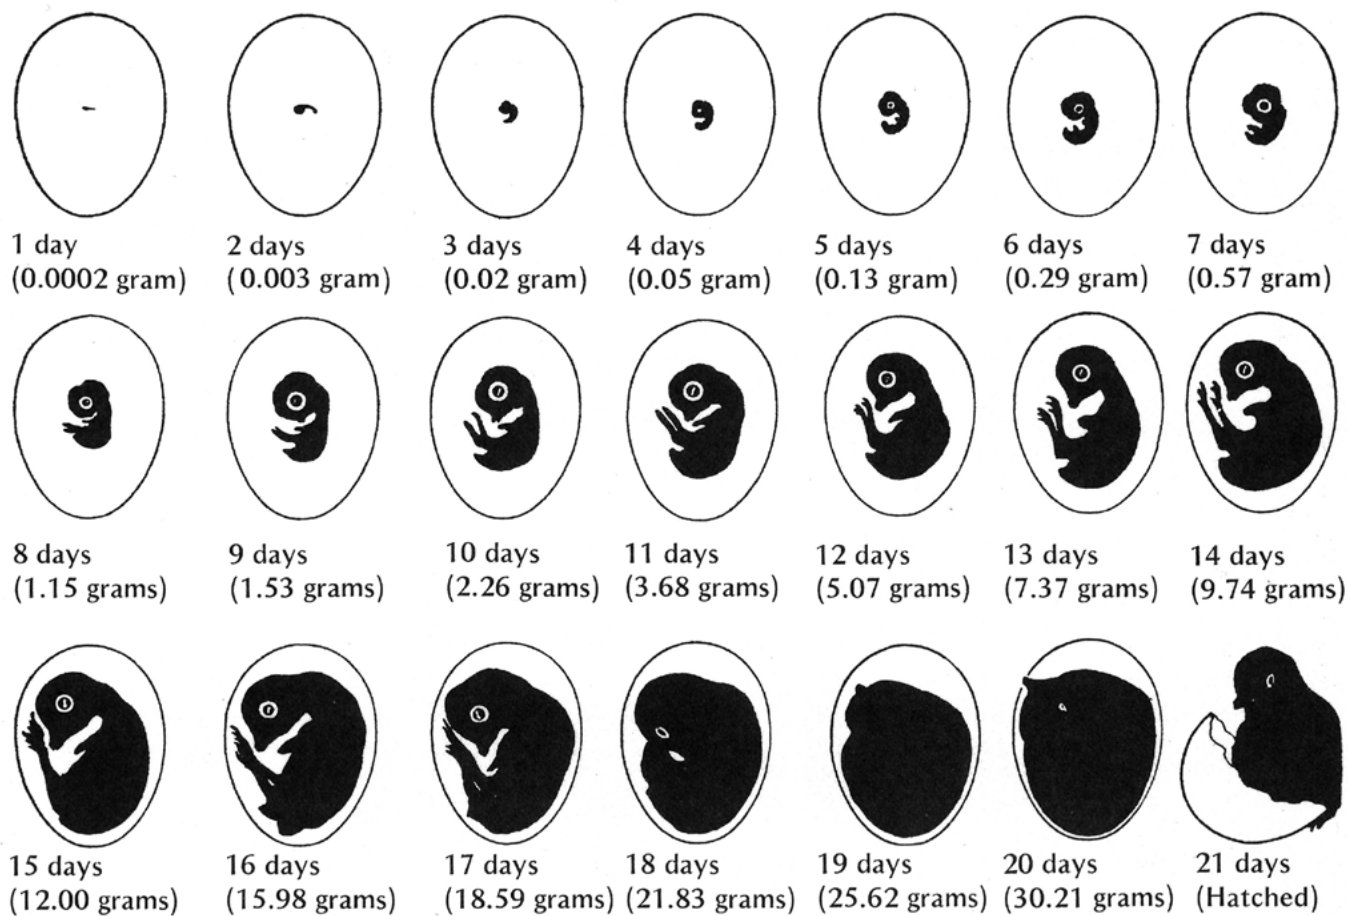 1 day
(0.0002 gram)
2 days
(0.003 gram)
3 days
(0.02 gram)
4 days
(0.05 gram)
5 days
(0.13 gram)
6 days
(0.29 gram)
7 days
(0.57 gram)
8 days
(1.15 grams)
9 days
(1.53 grams)
10 days
(2.26 grams)
11 days
(3.68 grams)
12 days
(5.07 grams)
13 days
(7.37 grams)
14 days
(9.74 grams)
15 days
(12.00 grams)
16 days
(15.98 grams)
17 days
(18.59 grams)
18 days
(21.83 grams)
19 days
(25.62 grams)
20 days
(30.21 grams)
21 days
(Hatched)